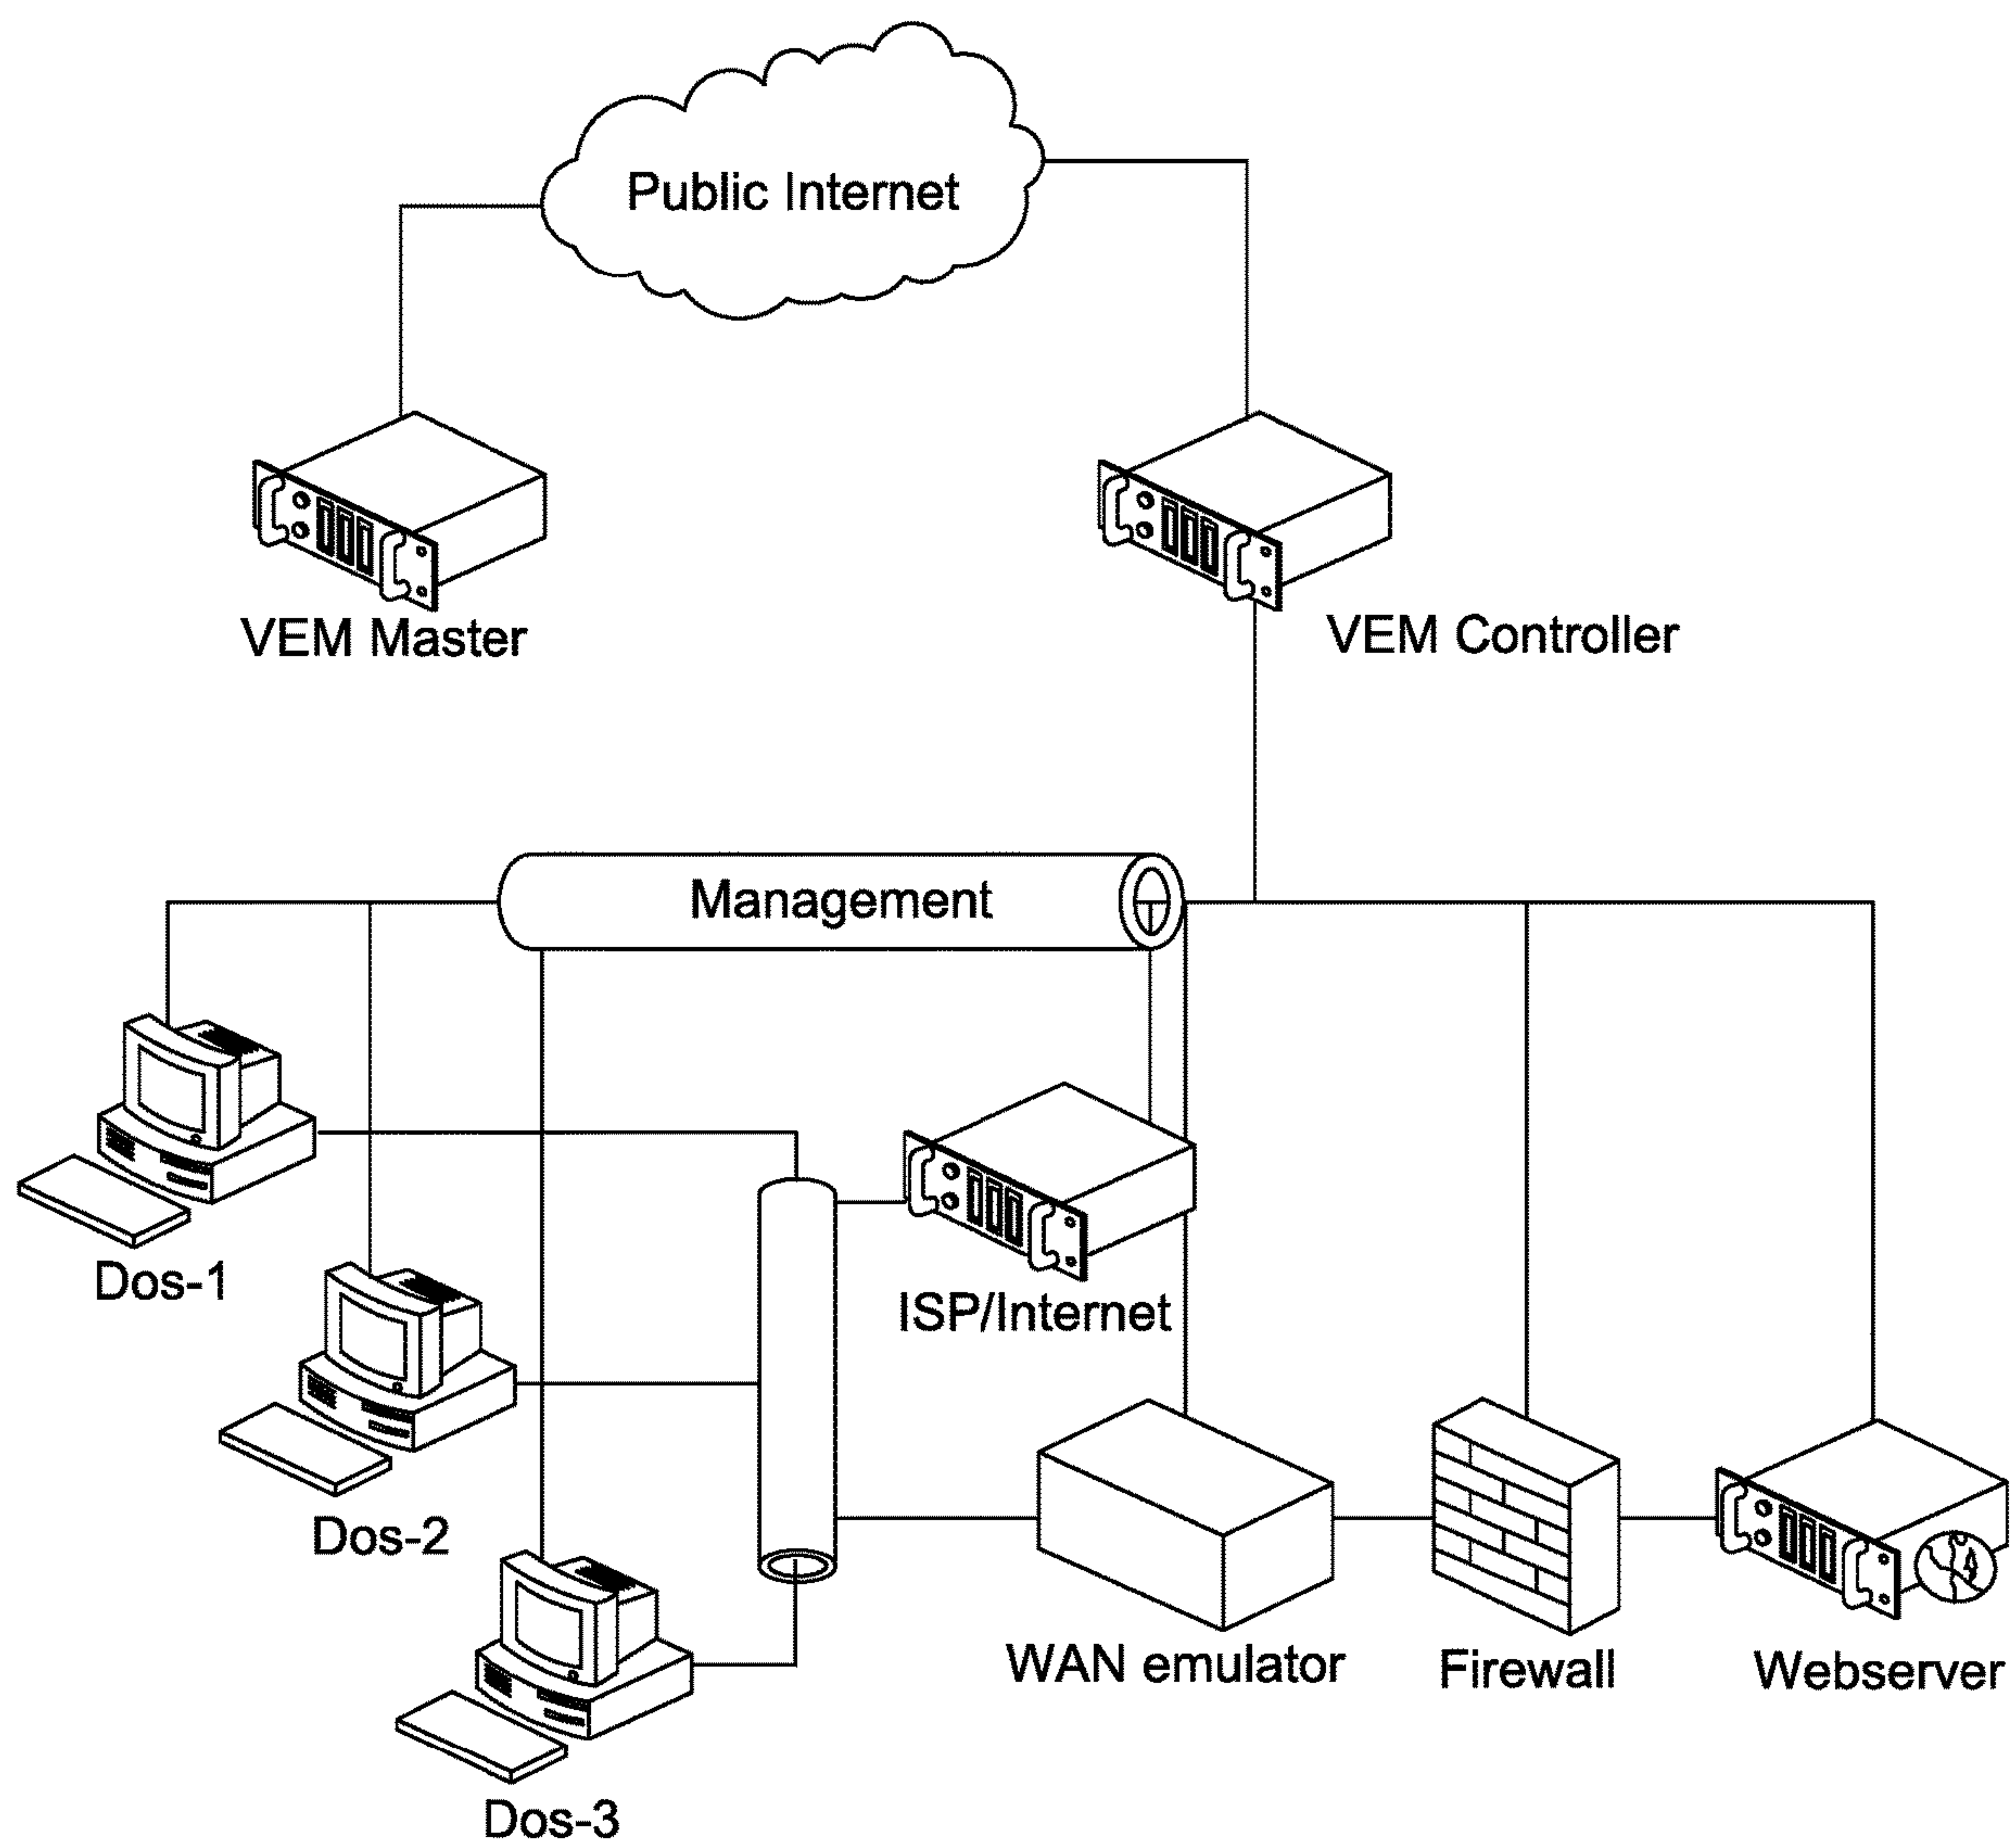 Public Internet
VEM Master
VEM Controller
Management
Dos-1
ISP/Internet
Dos-2
WAN emulator
Firewall
Webserver
Dos-3